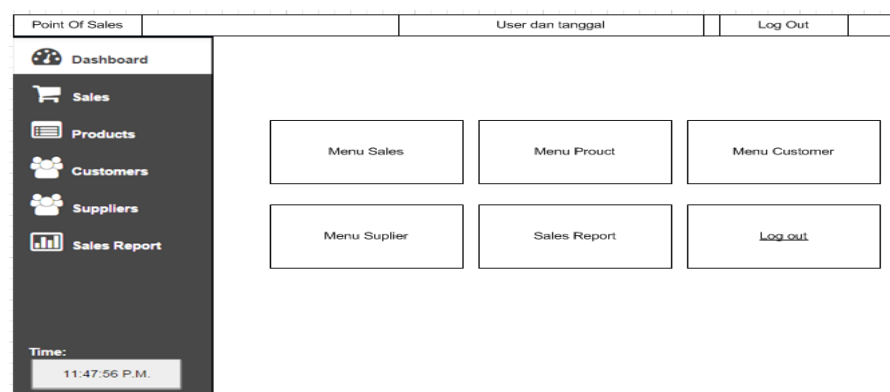 Point Of Sales User dan tanggal Log Out
Dashboard
Sales
Products
Customers
Suppliers
Sales Report
Menu Sales Menu Prouct Menu Customer
Menu Suplier Sales Report Log out
Time:
11:47:56 P.M.